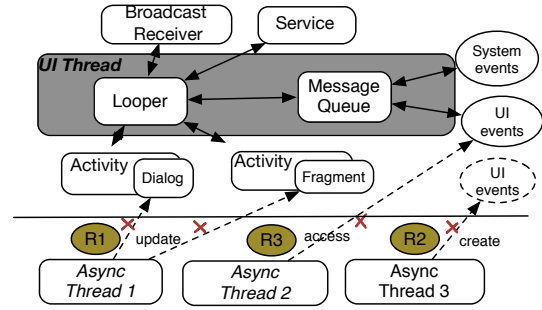 Broadcast
Receiver
Service
UI Thread
System
events
Looper
Message
Queue
UI
events
Activity
Dialog
Activity
Fragment
UI
events
R1
update
R3
access
R2
create
Async
Thread 1
Async
Thread 2
Async
Thread 3